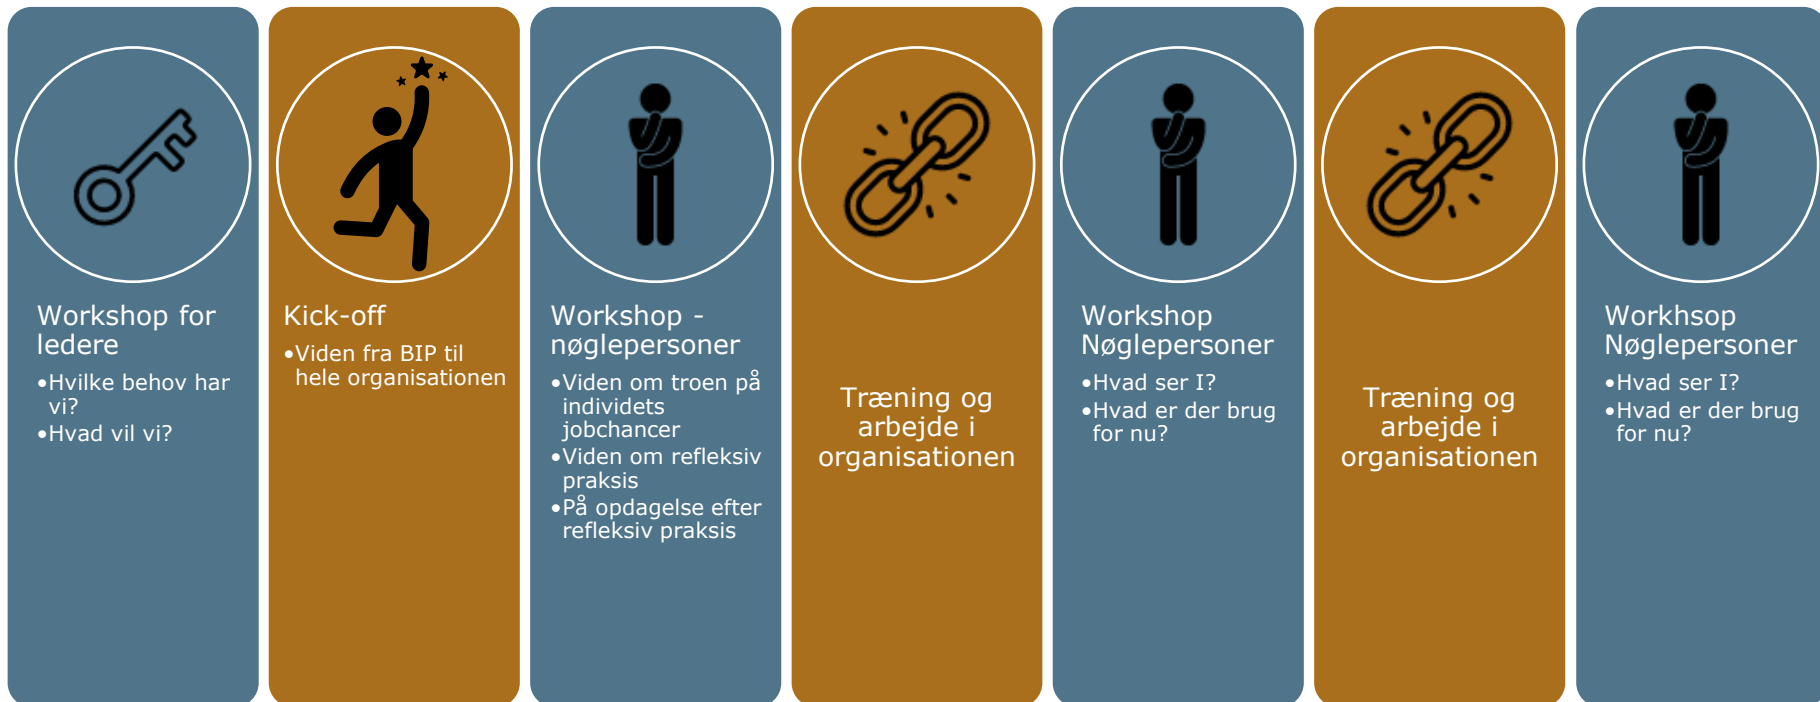 Workshop for
ledere
•Hvilke behov har
vi?
•Hvad vil vi?
Kick-off
•Viden fra BIP til
hele organisationen
Workshop -
nøglepersoner
•Viden om troen på
individets
jobchancer
•Viden om refleksiv
praksis
•På opdagelse efter
refleksiv praksis
Træning og
arbejde i
organisationen
Workshop
Nøglepersoner
•Hvad ser I?
•Hvad er der brug
for nu?
Træning og
arbejde i
organisationen
Workhsop
Nøglepersoner
•Hvad ser I?
•Hvad er der brug
for nu?